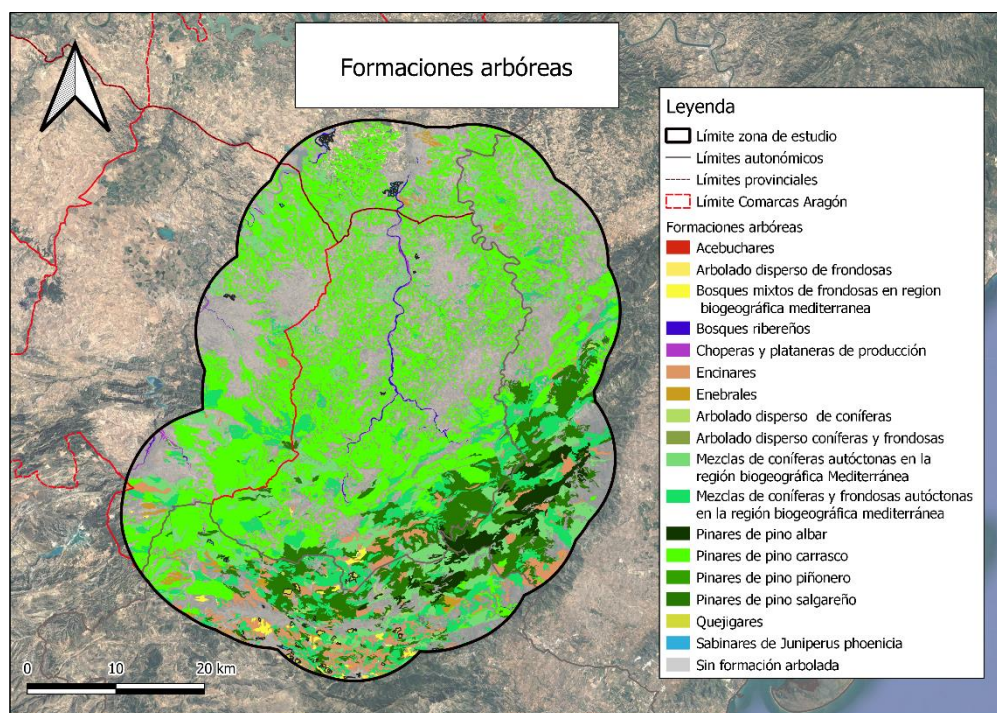 Formaciones arbóreas
Leyenda
Límite zona de estudio
Límites autonómicos
Límites provinciales
Límite Comarcas Aragón
Formaciones arbóreas
Acebuchares
Arbolado disperso de frondosas
Bosques mixtos de frondosas en region
biogeográfica mediterranea
Bosques ribereños
Choperas y plataneras de producción
Encinares
Enebrales
Arbolado disperso de coníferas
Arbolado disperso coníferas y frondosas
Mezclas de coníferas autóctonas en la
región biogeográfica Mediterránea
Mezclas de coníferas y frondosas autóctonas
en la región biogeográfica mediterránea
Pinares de pino albar
Pinares de pino carrasco
Pinares de pino piñonero
Pinares de pino salgareño
Quejigares
Sabinares de Juniperus phoenicia
Sin formación arbolada
0 10 20 km